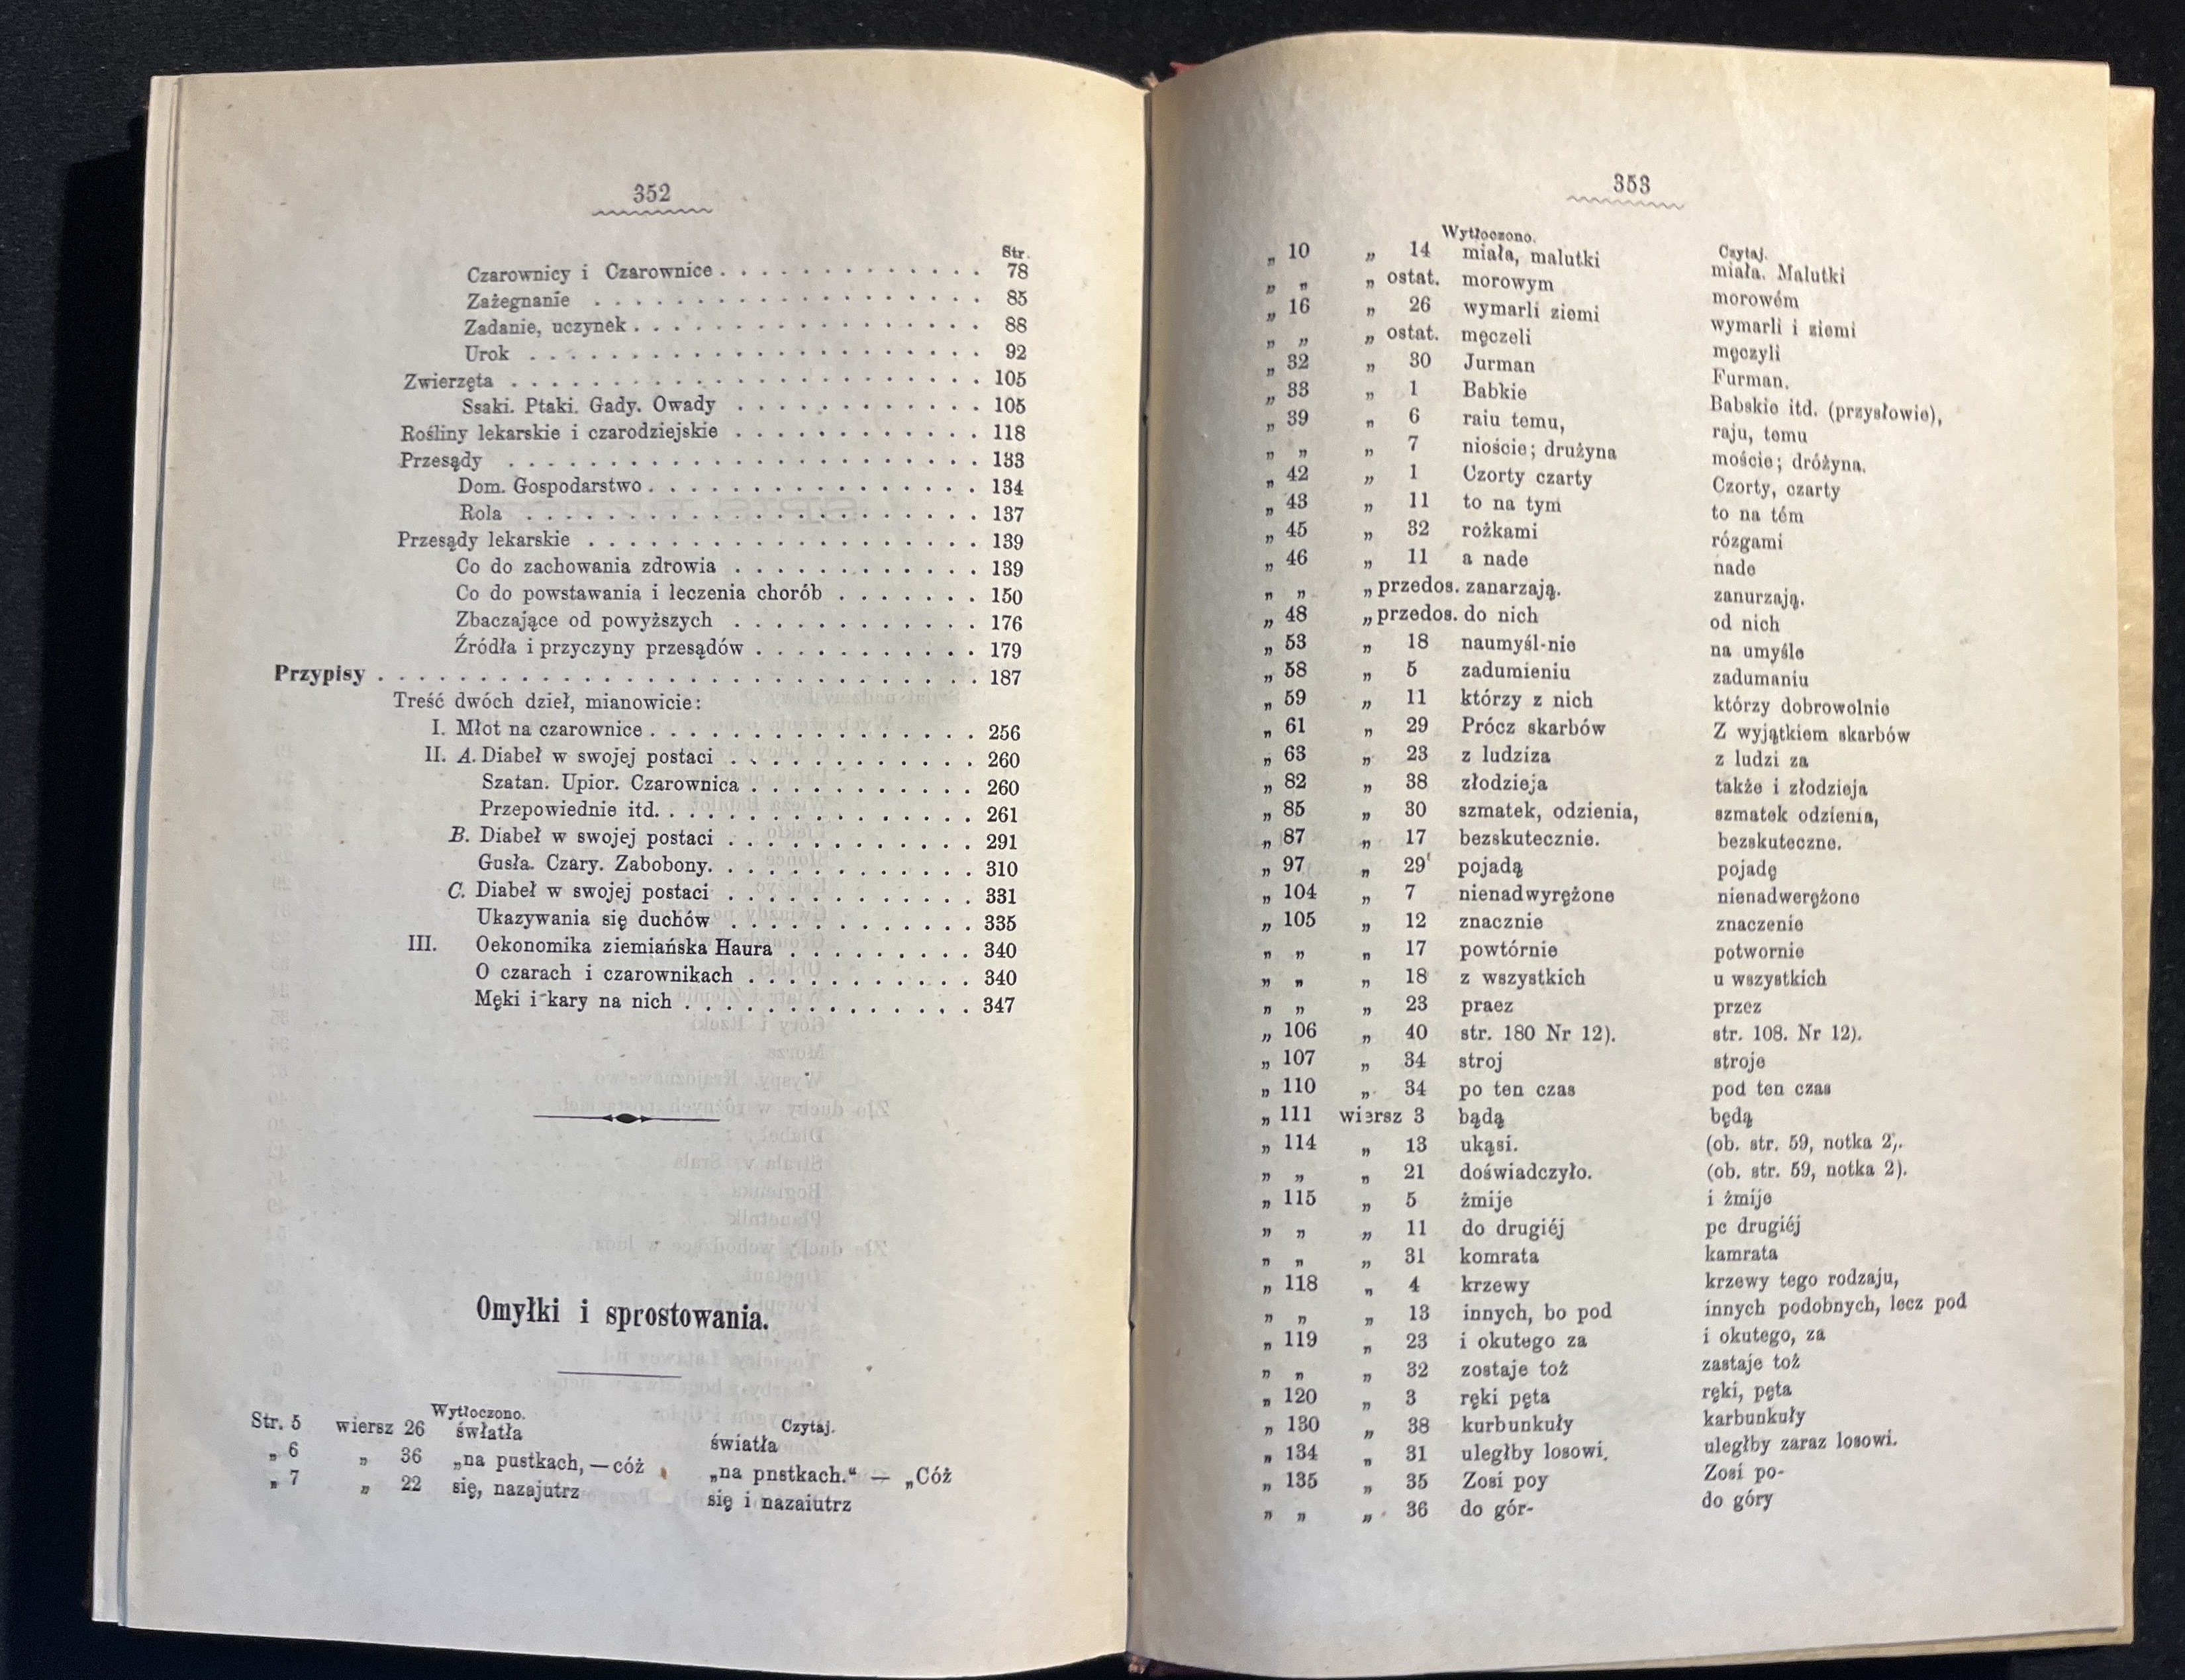 352
Str.
Czarownicy i Czarownice . . . . . . . . . . . . . 78
Zażegnanie . . . . . . . . . . . . . . . . . . 85
Zadanie, uczynek . . . . . . . . . . . . . . . . 88
Urok . . . . . . . . . . . . . . . . . . . . . 92
Zwierzęta . . . . . . . . . . . . . . . . . . . . . . 105
Ssaki. Ptaki. Gady. Owady . . . . . . . . . . . . 105
Rośliny lekarskie i czarodziejskie . . . . . . . . . . . . 118
Przesądy . . . . . . . . . . . . . . . . . . . . . . 133
Dom. Gospodarstwo . . . . . . . . . . . . . . . . 134
Rola . . . . . . . . . . . . . . . . . . . . . 137
Przesądy lekarskie . . . . . . . . . . . . . . . . . . . 139
Co do zachowania zdrowia . . . . . . . . . . . . 139
Co do powstawania i leczenia chorób . . . . . . . 150
Zbaczające od powyższych . . . . . . . . . . . . 176
Źródła i przyczyny przesądów . . . . . . . . . . . 179
Przypisy . . . . . . . . . . . . . . . . . . . . . . . . . . . . 187
Treść dwóch dzieł, mianowicie:
I. Młot na czarownice . . . . . . . . . . . . . . . . 256
II. A. Diabeł w swojej postaci . . . . . . . . . . . . 260
Szatan. Upior. Czarownica . . . . . . . . . . . 260
Przepowiednie itd. . . . . . . . . . . . . . . . 261
B. Diabeł w swojej postaci . . . . . . . . . . . . 291
Gusła. Czary. Zabobony. . . . . . . . . . . . . 310
C. Diabeł w swojej postaci . . . . . . . . . . . . 331
Ukazywania się duchów . . . . . . . . . . . . 335
III. Oekonomika ziemiańska Haura . . . . . . . . . 340
O czarach i czarownikach . . . . . . . . . . . 340
Męki i kary na nich . . . . . . . . . . . . . . 347
Omyłki i sprostowania.
Wytłoczono. Czytaj.
Str. 5 wiersz 26 śwłatła światła
„ 6 „ 36 „na pustkach, — cóż „na pnstkach.“ — „Cóż
„ 7 „ 22 się, nazajutrz się i nazaiutrz
353
Wytłoczono. Czytaj.
„ 10 „ 14 miała, malutki miała. Malutki
„ „ „ ostat. morowym morowém
„ 16 „ 26 wymarli ziemi wymarli i ziemi
„ „ „ ostat. męczeli męczyli
„ 32 „ 30 Jurman Furman.
„ 33 „ 1 Babkie Babskie itd. (przysłowie),
„ 39 „ 6 raiu temu, raju, temu
„ „ „ 7 nioście; drużyna moście; dróżyna.
„ 42 „ 1 Czorty czarty Czorty, czarty
„ 43 „ 11 to na tym to na tém
„ 45 „ 32 rożkami rózgami
„ 46 „ 11 a nade nade
„ „ „ przedos. zanarzają. zanurzają.
„ 48 „ przedos. do nich od nich
„ 53 „ 18 naumyśl-nie na umyśle
„ 58 „ 5 zadumieniu zadumaniu
„ 59 „ 11 którzy z nich którzy dobrowolnie
„ 61 „ 29 Prócz skarbów Z wyjątkiem skarbów
„ 63 „ 23 z ludziza z ludzi za
„ 82 „ 38 złodzieja także i złodzieja
„ 85 „ 30 szmatek, odzienia, szmatek odzienia,
„ 87 „ 17 bezskutecznie. bezskuteczne.
„ 97 „ 29 pojadą pojadę
„ 104 „ 7 nienadwyrężone nienadwerężone
„ 105 „ 12 znacznie znaczenie
„ „ „ 17 powtórnie potwornie
„ „ „ 18 z wszystkich u wszystkich
„ „ „ 23 praez przez
„ 106 „ 40 str. 180 Nr 12). str. 108. Nr 12).
„ 107 „ 34 stroj stroje
„ 110 „ 34 po ten czas pod ten czas
„ 111 wiersz 3 bądą będą
„ 114 „ 13 ukąsi. (ob. str. 59, notka 2,.
„ „ „ 21 doświadczyło. (ob. str. 59, notka 2).
„ 115 „ 5 żmije i żmije
„ „ „ 11 do drugiéj pc drugiéj
„ „ „ 31 komrata kamrata
„ 118 „ 4 krzewy krzewy tego rodzaju,
„ „ „ 13 innych, bo pod innych podobnych, lecz pod
„ 119 „ 23 i okutego za i okutego, za
„ „ „ 32 zostaje toż zastaje toż
„ 120 „ 3 ręki pęta ręki, pęta
„ 130 „ 38 kurbunkuły karbunkuły
„ 134 „ 31 uległby losowi. uległby zaraz losowi.
„ 135 „ 35 Zosi poy Zosi po-
„ „ „ 36 do gór- do góry